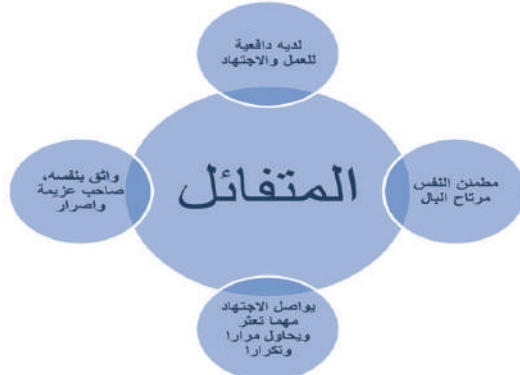 لديه دافعية
للعمل والاجتهاد
المتفائل
مطمئن النفس
مرتاح البال
واثق بنفسه،
صاحب عزيمة
واصرار
يواصل الاجتهاد
مهما تعثر
ويحاول مرارا
وتكرارا